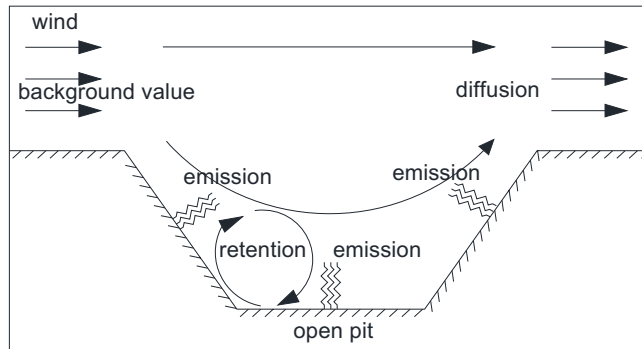 wind
background value
diffusion
emission
emission
retention
emission
open pit